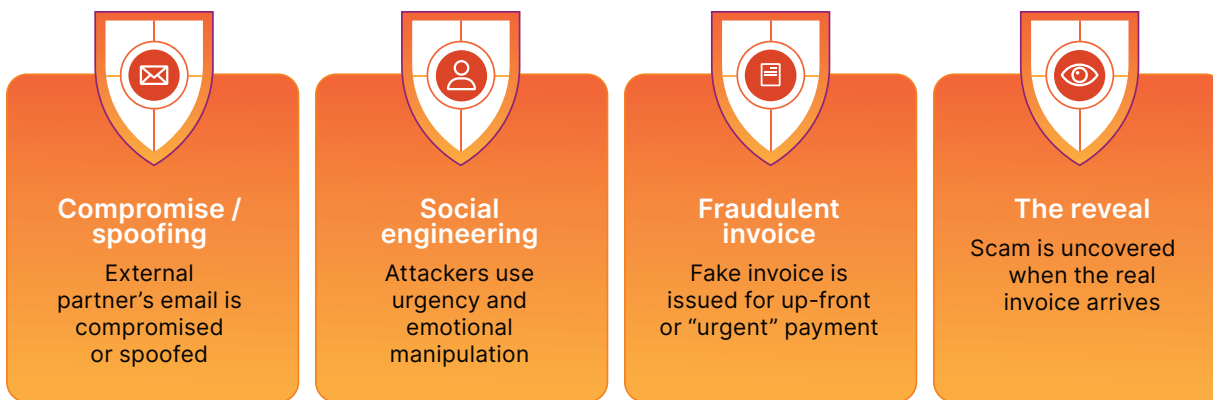 Compromise /
spoofing
External
partner’s email is
compromised
or spoofed
Social
engineering
Attackers use
urgency and
emotional
manipulation
Fraudulent
invoice
Fake invoice is
issued for up-front
or “urgent” payment
The reveal
Scam is uncovered
when the real
invoice arrives